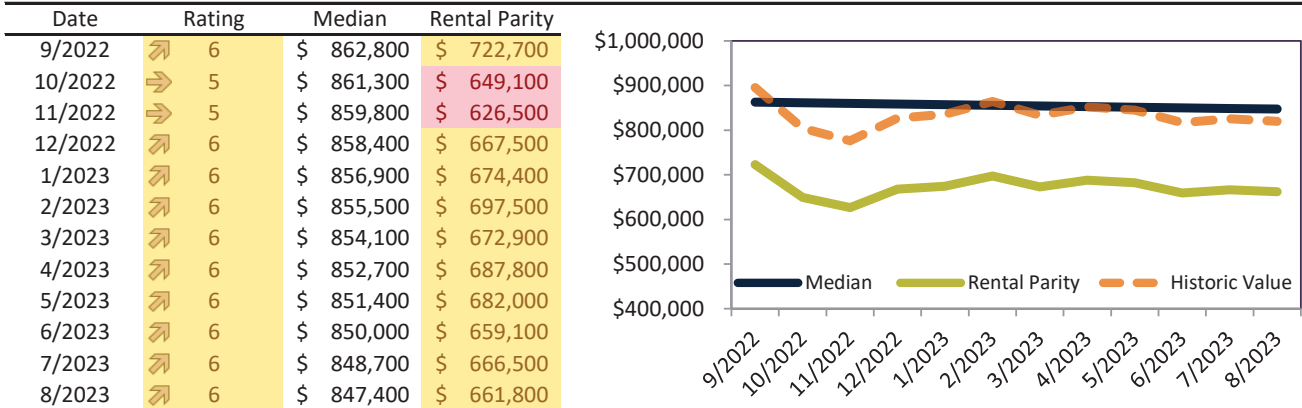 Date Rating Median Rental Parity
9/2022 6 $ 862,800 $ 722,700
10/2022 5 $ 861,300 $ 649,100
11/2022 5 $ 859,800 $ 626,500
12/2022 6 $ 858,400 $ 667,500
1/2023 6 $ 856,900 $ 674,400
2/2023 6 $ 855,500 $ 697,500
3/2023 6 $ 854,100 $ 672,900
4/2023 6 $ 852,700 $ 687,800
5/2023 6 $ 851,400 $ 682,000
6/2023 6 $ 850,000 $ 659,100
7/2023 6 $ 848,700 $ 666,500
8/2023 6 $ 847,400 $ 661,800
$1,000,000
$900,000
$800,000
$700,000
$600,000
$500,000
$400,000
Median Rental Parity Historic Value
9/2022 10/2022 11/2022 12/2022 1/2023 2/2023 3/2023 4/2023 5/2023 6/2023 7/2023 8/2023